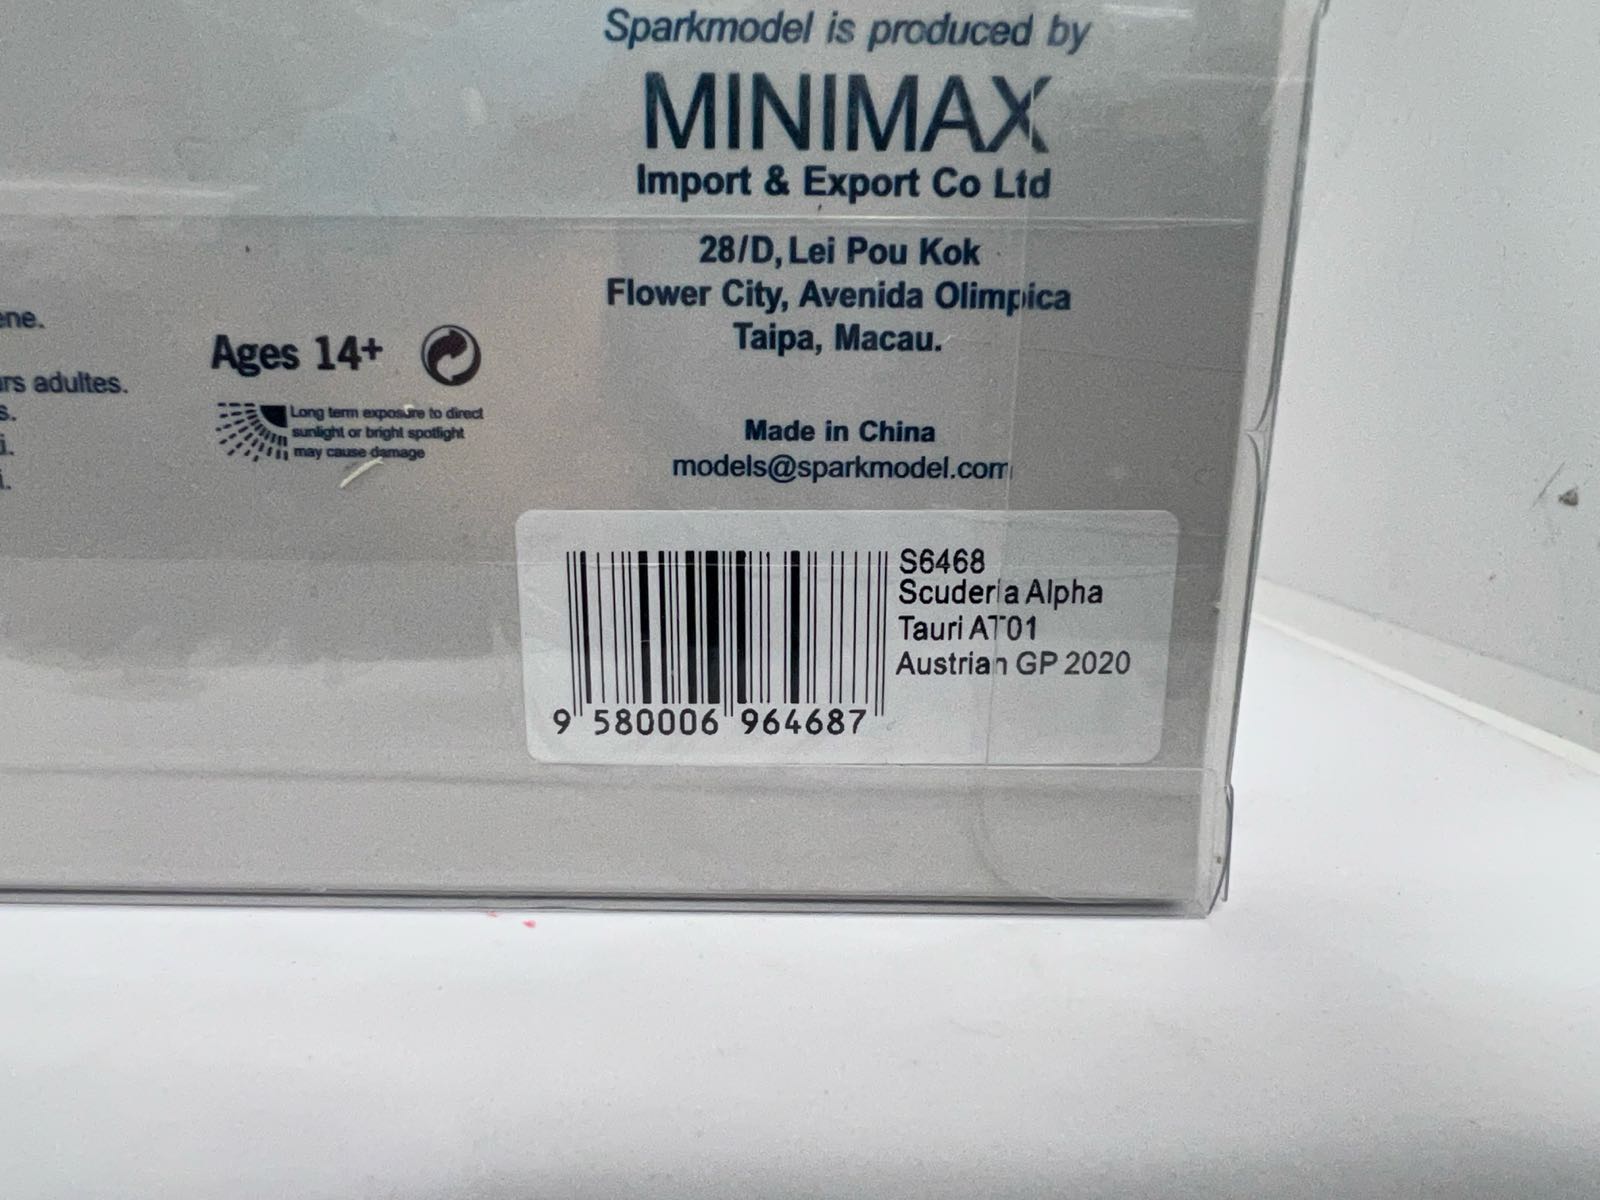 Sparkmodel is produced by
MINIMAX
Import & Export Co Ltd
28/D, Lei Pou Kok
Flower City, Avenida Olimpica
Taipa, Macau.
Made in China
models@sparkmodel.com
adultes.
Ages 14+
Long term exposure to direct
sunlight or bright spotlight
may cause damage
S6468
Scuderia Alpha
Tauri AT01
Austrian GP 2020
9 580006 964687